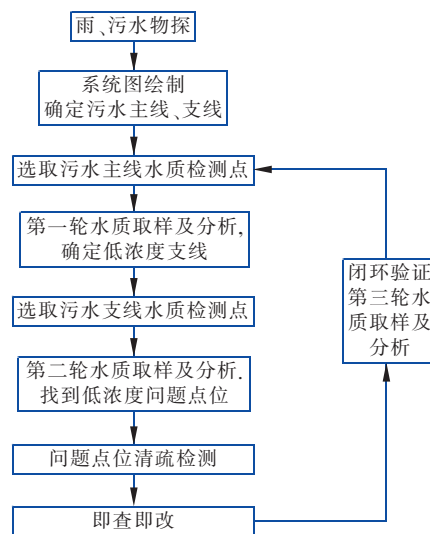 雨、污水物探
系统图绘制
确定污水主线、支线
选取污水主线水质检测点
第一轮水质取样及分析,
确定低浓度支线
选取污水支线水质检测点
第二轮水质取样及分析.
找到低浓度问题点位
问题点位清疏检测
即查即改
闭环验证
第三轮水
质取样及
分析